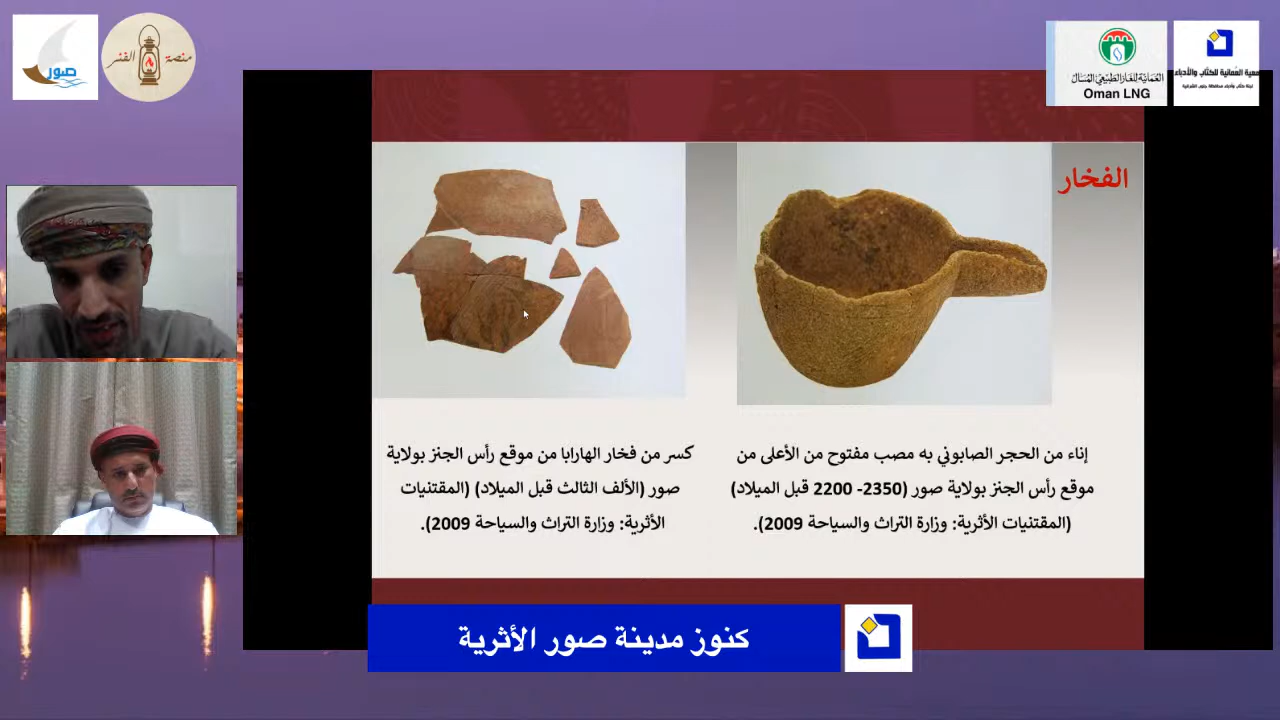 صور
منصة الفنر
العمانية للغاز الطبيعي المسال
Oman LNG
معية العمانية للكتاب والأدباء
الفخار
إناء من الحجر الصابوني به مصب مفتوح من الأعلى من
موقع رأس الجنز بولاية صور (2350- 2200 قبل الميلاد)
(المقتنيات الأثرية: وزارة التراث والسياحة 2009).
كسر من فخار الهارابا من موقع رأس الجنز بولاية
صور (الألف الثالث قبل الميلاد) (المقتنيات
الأثرية: وزارة التراث والسياحة 2009).
كنوز مدينة صور الأثرية